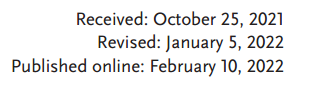 Received: October 25, 2021
Revised: January 5, 2022
Published online: February 10, 2022